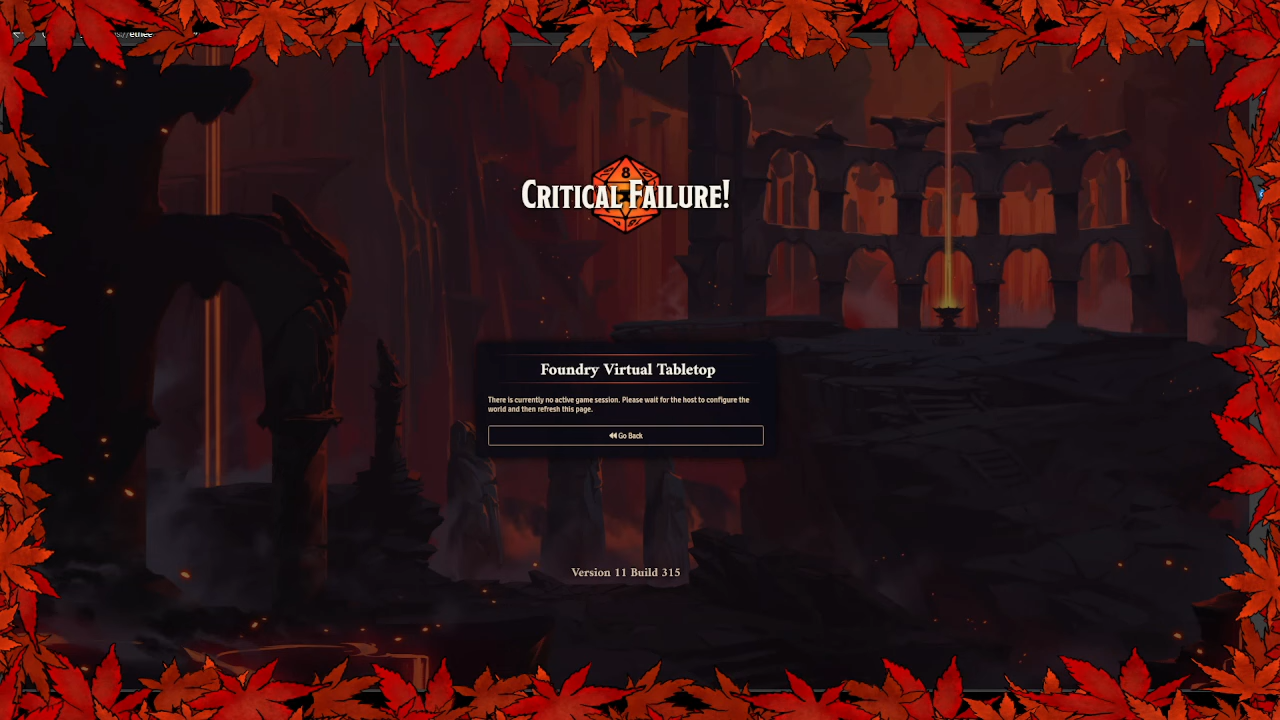 Critical Failure!
8
Foundry Virtual Tabletop
There is currently no active game session. Please wait for the host to configure the
world and then refresh this page.
Go Back
Version 11 Build 315